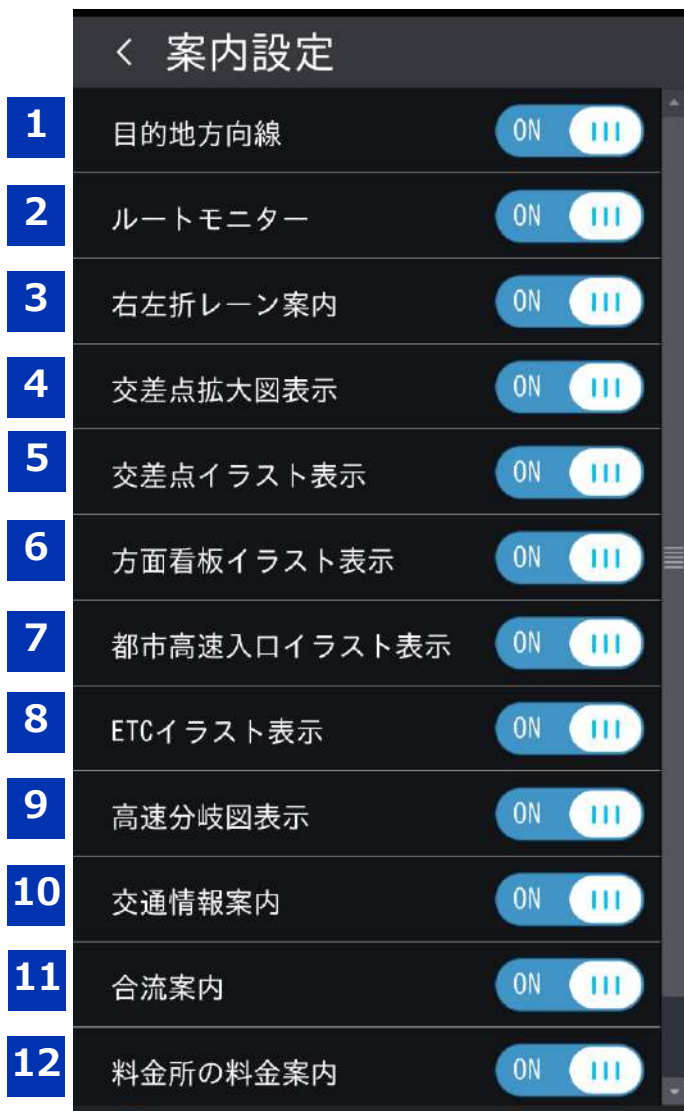 < 案内設定
1 目的地方向線 ON
2 ルートモニター ON
3 右左折レーン案内 ON
4 交差点拡大図表示 ON
5 交差点イラスト表示 ON
6 方面看板イラスト表示 ON
7 都市高速入口イラスト表示 ON
8 ETCイラスト表示 ON
9 高速分岐図表示 ON
10 交通情報案内 ON
11 合流案内 ON
12 料金所の料金案内 ON